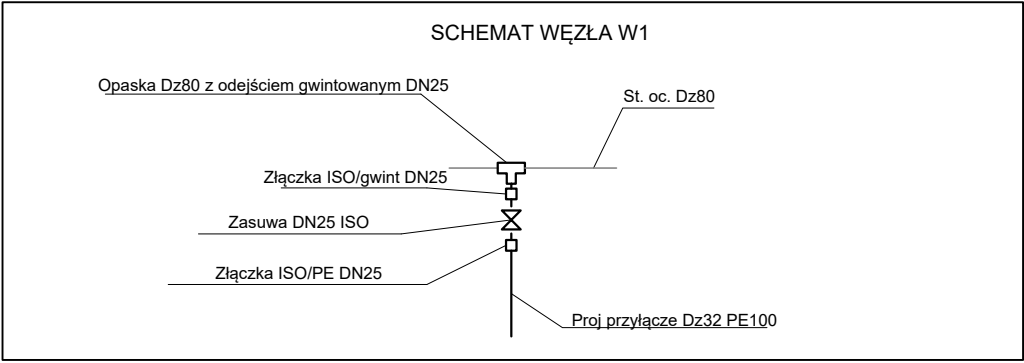 SCHEMAT WĘZŁA W1
Opaska Dz80 z odejściem gwintowanym DN25
St. oc. Dz80
Złączka ISO/gwint DN25
Zasuwa DN25 ISO
Złączka ISO/PE DN25
Proj przyłącze Dz32 PE100